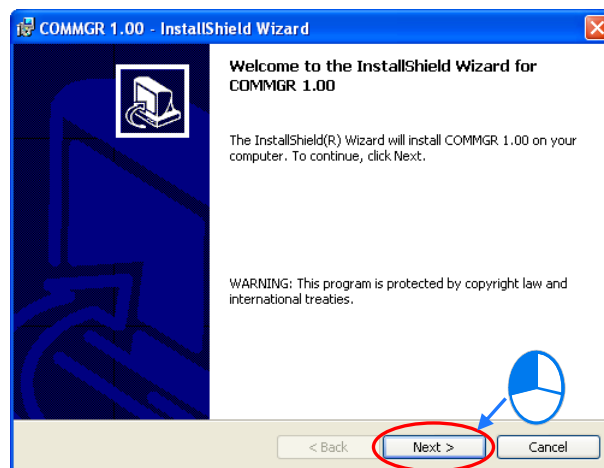 COMMGR 1.00 - InstallShield Wizard
Welcome to the InstallShield Wizard for
COMMGR 1.00
The InstallShield(R) Wizard will install COMMGR 1.00 on your
computer. To continue, click Next.
WARNING: This program is protected by copyright law and
international treaties.
< Back Next > Cancel